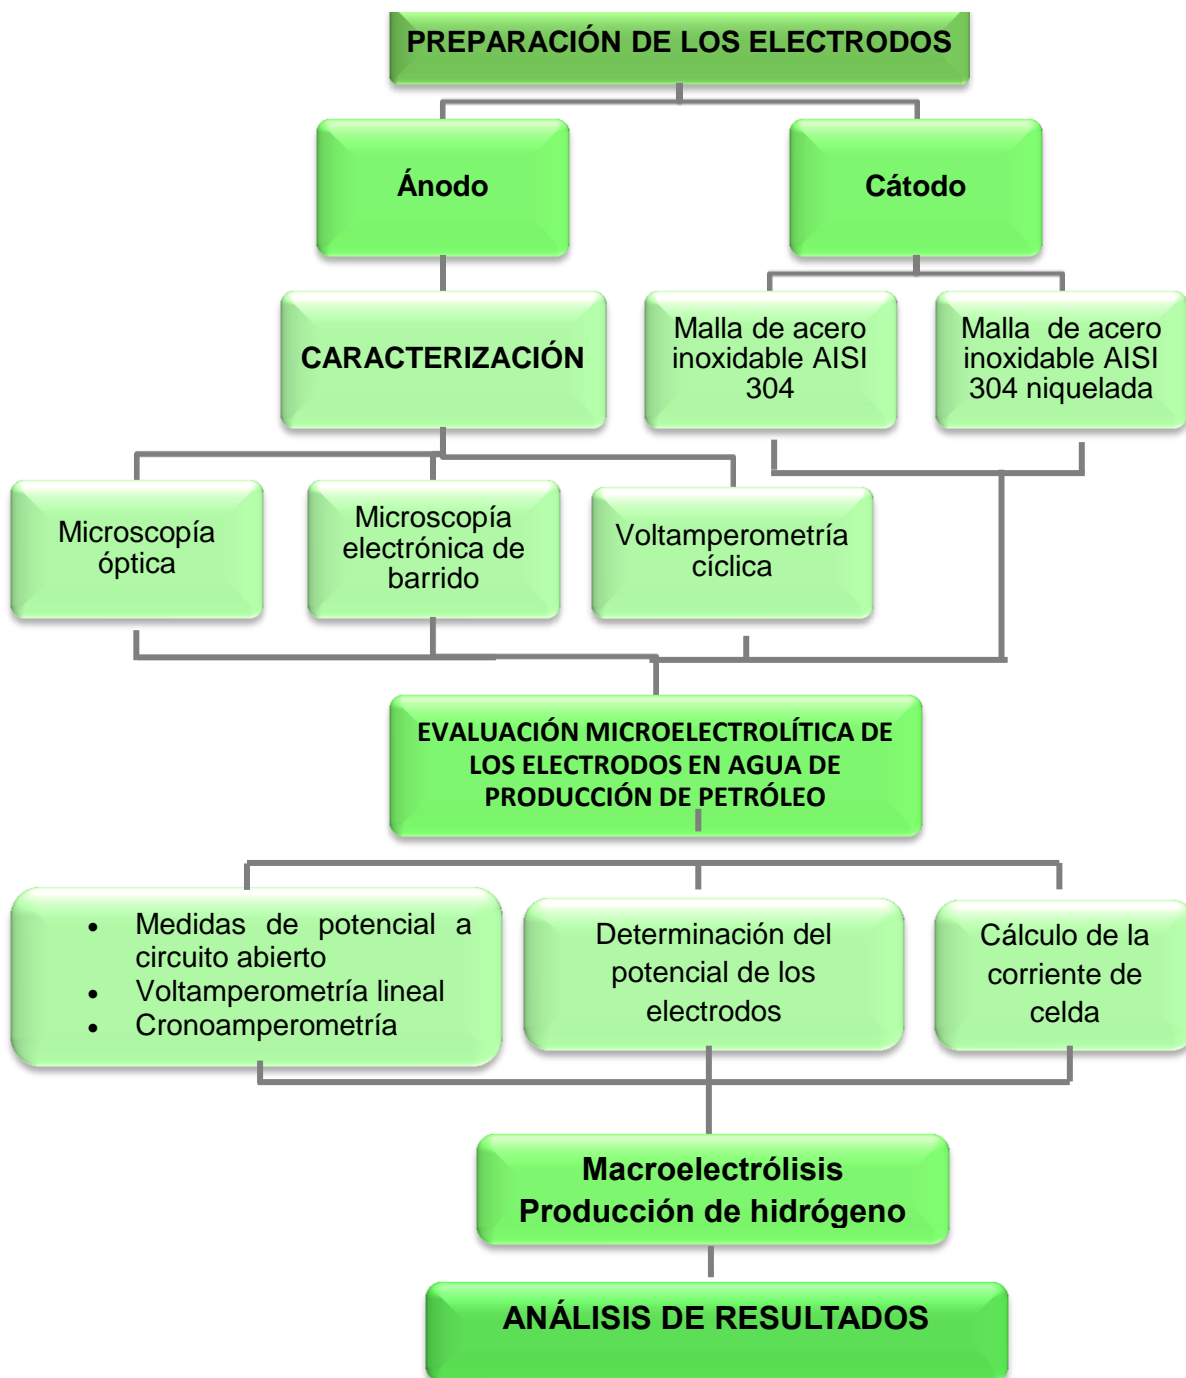 PREPARACIÓN DE LOS ELECTRODOS
Ánodo
Cátodo
CARACTERIZACIÓN
Malla de acero
inoxidable AISI
304
Malla de acero
inoxidable AISI
304 niquelada
Microscopía
óptica
Microscopía
electrónica de
barrido
Voltamperometría
cíclica
EVALUACIÓN MICROELECTROLÍTICA DE
LOS ELECTRODOS EN AGUA DE
PRODUCCIÓN DE PETRÓLEO
• Medidas de potencial a
circuito abierto
• Voltamperometría lineal
• Cronoamperometría
Determinación del
potencial de los
electrodos
Cálculo de la
corriente de
celda
Macroelectrólisis
Producción de hidrógeno
ANÁLISIS DE RESULTADOS